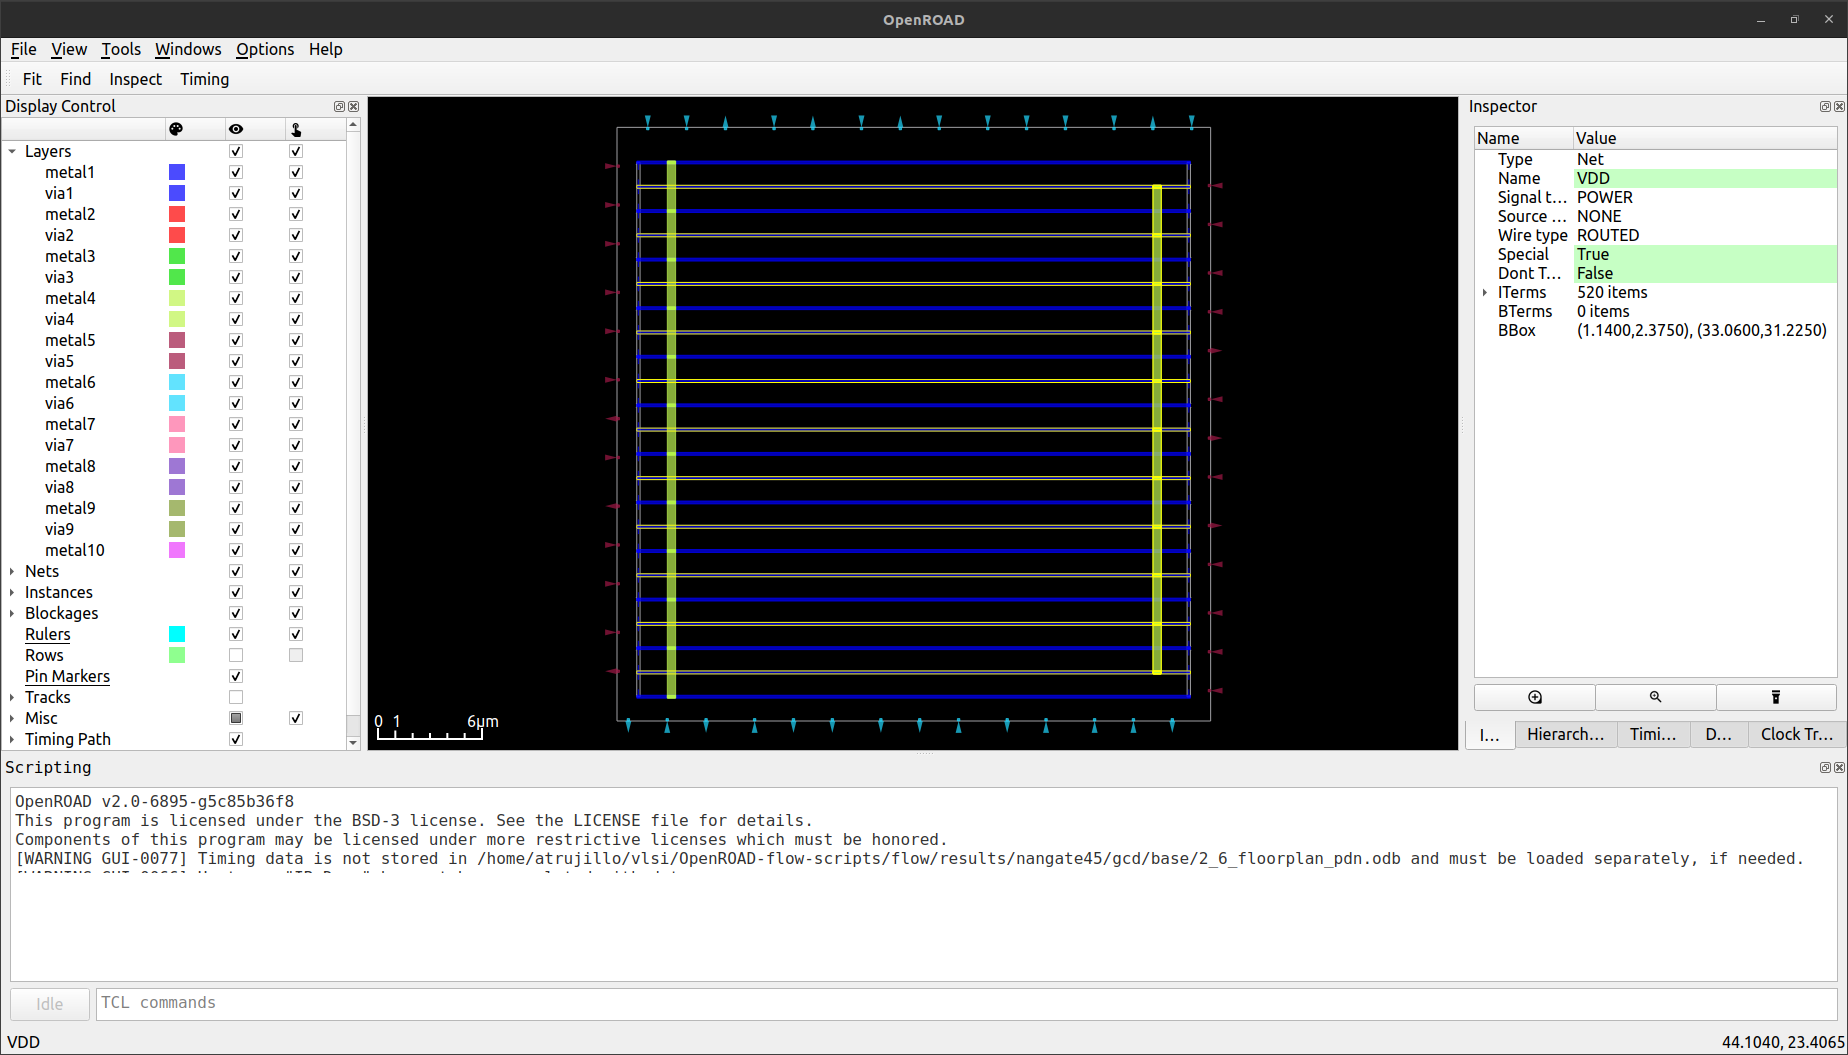 OpenROAD
File View Tools Windows Options Help
Fit Find Inspect Timing
Display Control
Layers
metal1
via1
metal2
via2
metal3
via3
metal4
via4
metal5
via5
metal6
via6
metal7
via7
metal8
via8
metal9
via9
metal10
Nets
Instances
Blockages
Rulers
Rows
Pin Markers
Tracks
Misc
Timing Path
0 1 6μm
Inspector
Name Value
Type Net
Name VDD
Signal t... POWER
Source ... NONE
Wire type ROUTED
Special True
Dont T... False
ITerms 520 items
BTerms 0 items
BBox (1.1400,2.3750), (33.0600,31.2250)
I... Hierarch... Timi... D... Clock Tr...
Scripting
OpenROAD v2.0-6895-g5c85b36f8
This program is licensed under the BSD-3 license. See the LICENSE file for details.
Components of this program may be licensed under more restrictive licenses which must be honored.
[WARNING GUI-0077] Timing data is not stored in /home/atrujillo/vlsi/OpenROAD-flow-scripts/flow/results/nangate45/gcd/base/2_6_floorplan_pdn.odb and must be loaded separately, if needed.
Idle TCL commands
VDD 44.1040, 23.4065